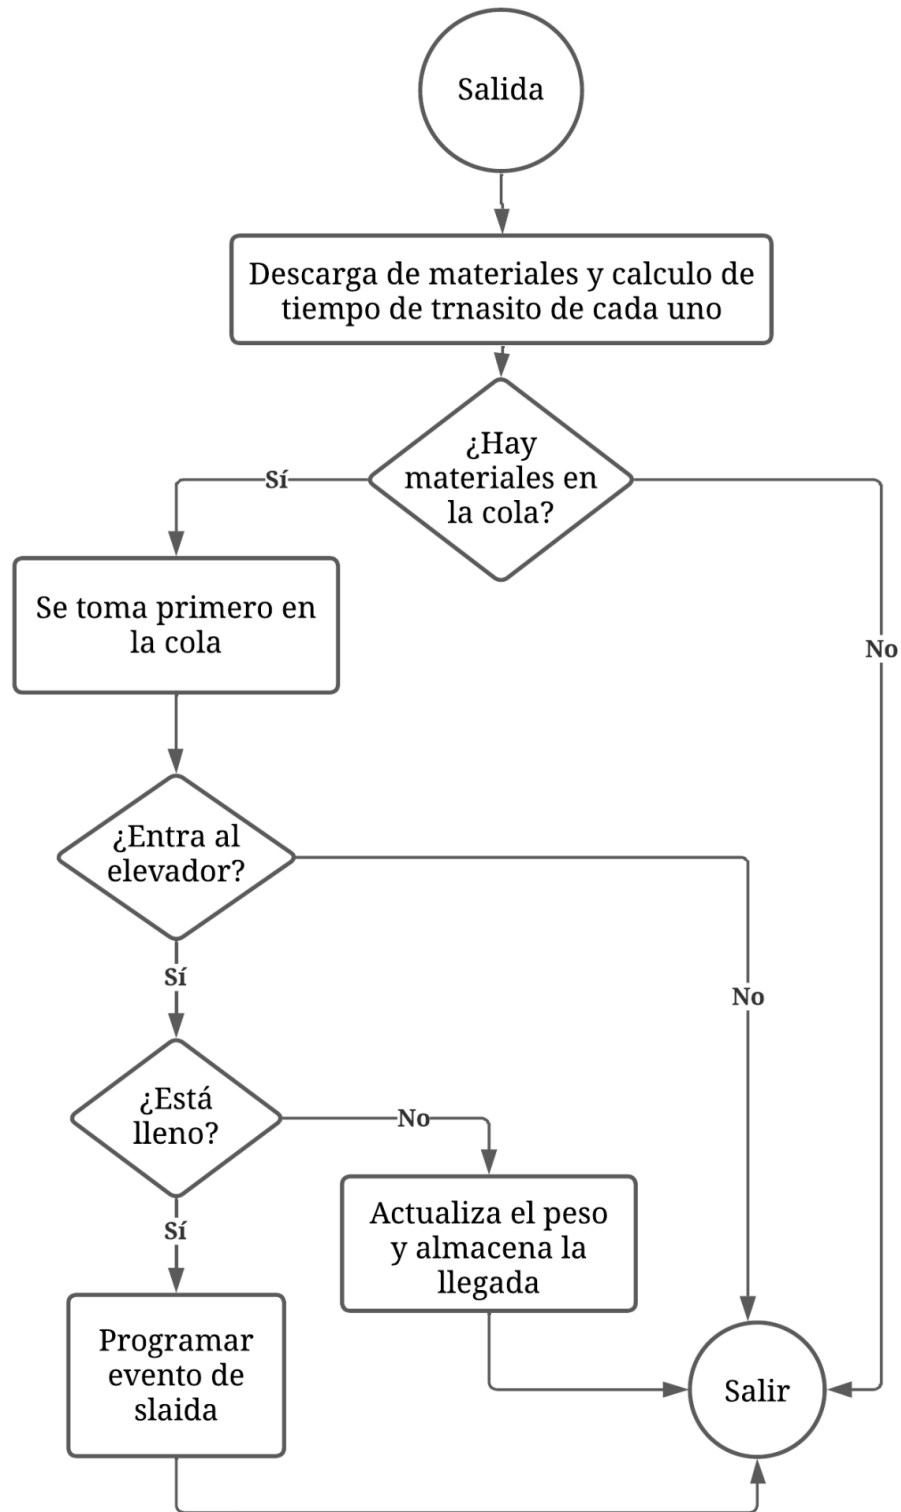 Salida
Descarga de materiales y calculo de
tiempo de trnasito de cada uno
¿Hay
materiales en
la cola?
Sí
No
Se toma primero en
la cola
¿Entra al
elevador?
No
Sí
¿Está
lleno?
No
Sí
Actualiza el peso
y almacena la
llegada
Programar
evento de
slaida
Salir